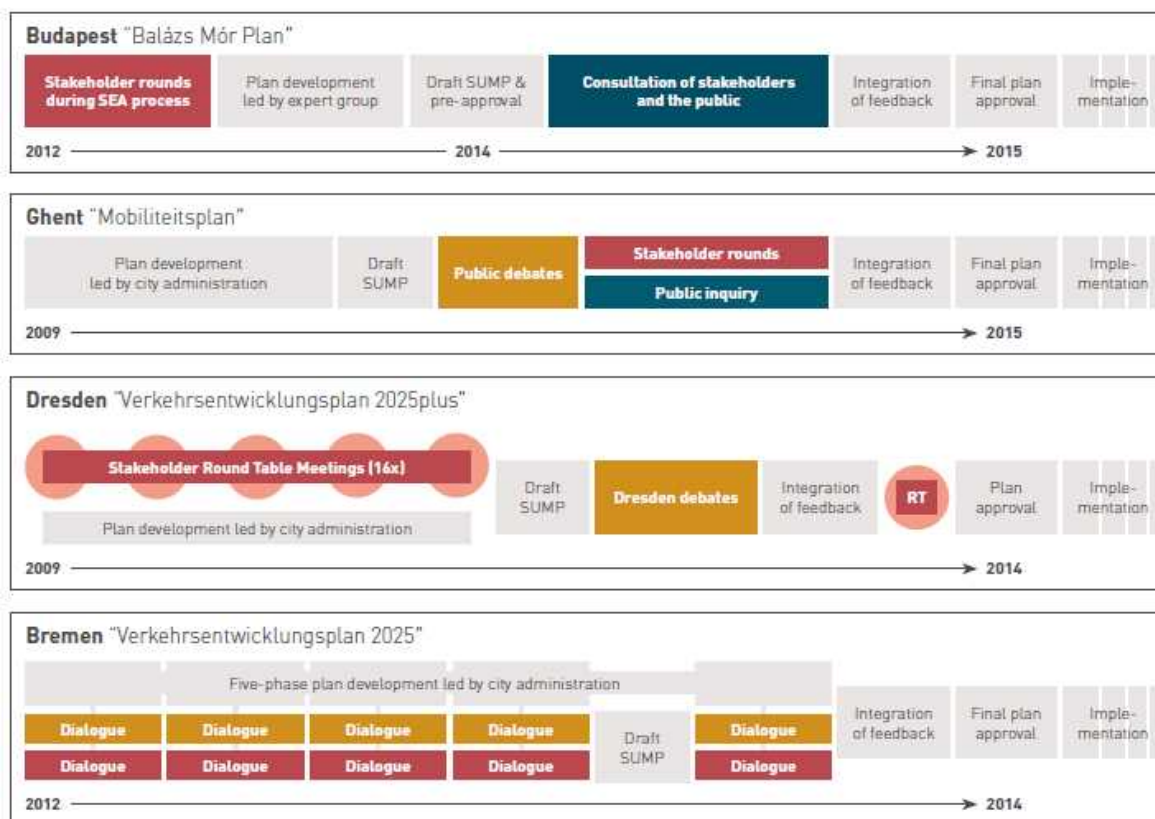 Budapest "Balázs Mór Plan"
Stakeholder rounds
during SEA process
Plan development
led by expert group
Draft SUMP &
pre-approval
Consultation of stakeholders
and the public
Integration
of feedback
Final plan
approval
Imple-
mentation
2012
2014
2015
Ghent "Mobiliteitsplan"
Plan development
led by city administration
Draft
SUMP
Public debates
Stakeholder rounds
Public inquiry
Integration
of feedback
Final plan
approval
Imple-
mentation
2009
2015
Dresden "Verkehrsentwicklungsplan 2025plus"
Stakeholder Round Table Meetings (16x)
Plan development led by city administration
Draft
SUMP
Dresden debates
Integration
of feedback
RT
Plan
approval
Imple-
mentation
2009
2014
Bremen "Verkehrsentwicklungsplan 2025"
Five-phase plan development led by city administration
Dialogue Dialogue Dialogue Dialogue Dialogue
Dialogue Dialogue Dialogue Dialogue Dialogue
Draft
SUMP
Integration
of feedback
Final plan
approval
Imple-
mentation
2012
2014